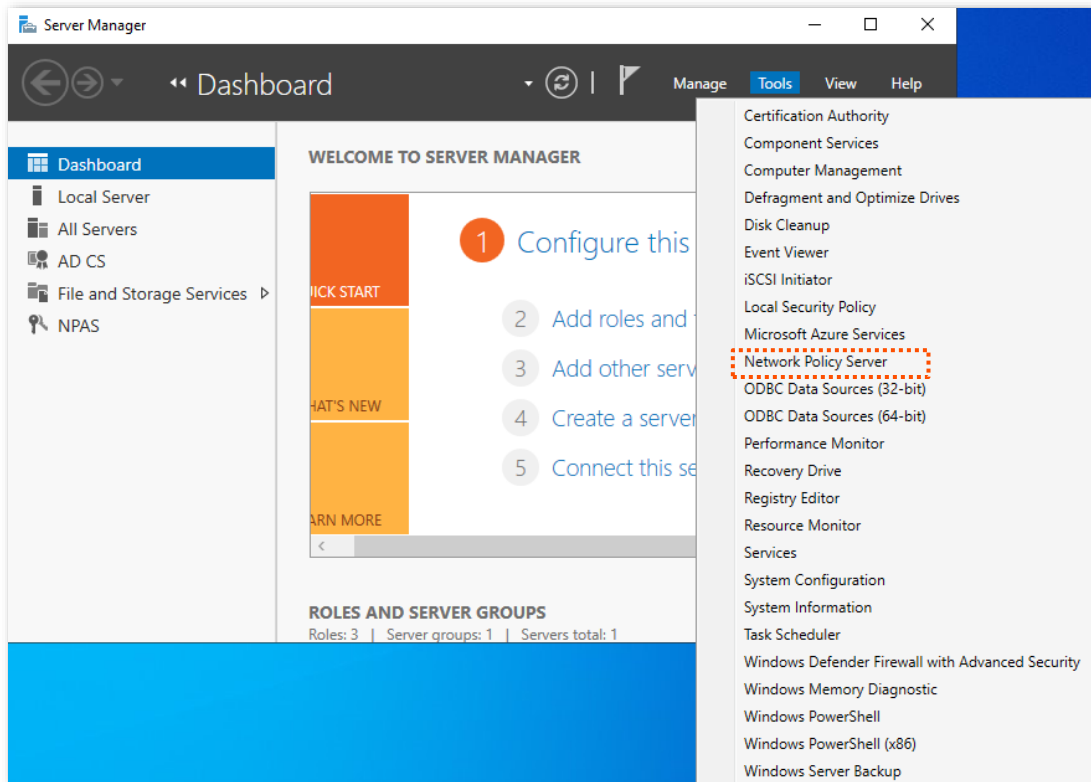 Server Manager
Dashboard
Manage Tools View Help
Dashboard
Local Server
All Servers
AD CS
File and Storage Services
NPAS
WELCOME TO SERVER MANAGER
UICK START
HAT'S NEW
ARN MORE
1 Configure this
2 Add roles and
3 Add other serv
4 Create a server
5 Connect this se
ROLES AND SERVER GROUPS
Roles: 3 | Server groups: 1 | Servers total: 1
Certification Authority
Component Services
Computer Management
Defragment and Optimize Drives
Disk Cleanup
Event Viewer
iSCSI Initiator
Local Security Policy
Microsoft Azure Services
Network Policy Server
ODBC Data Sources (32-bit)
ODBC Data Sources (64-bit)
Performance Monitor
Recovery Drive
Registry Editor
Resource Monitor
Services
System Configuration
System Information
Task Scheduler
Windows Defender Firewall with Advanced Security
Windows Memory Diagnostic
Windows PowerShell
Windows PowerShell (x86)
Windows Server Backup